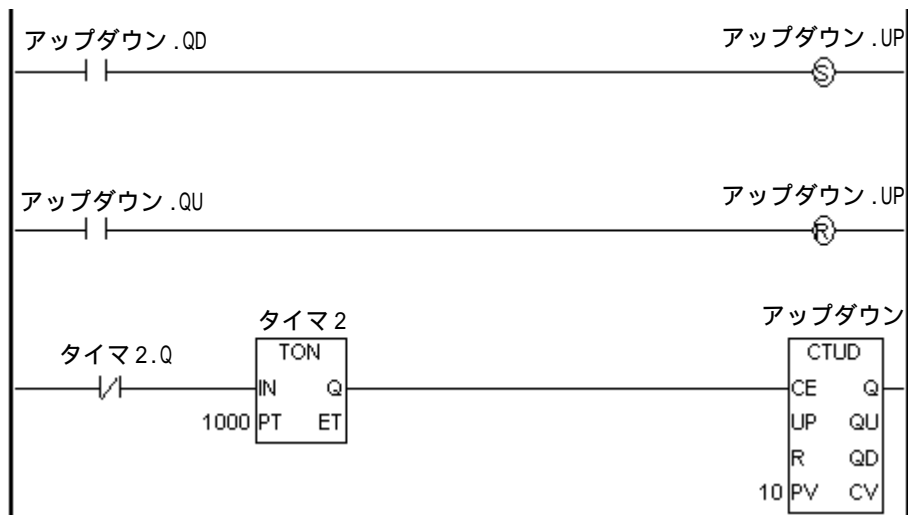 アップダウン.QD アップダウン.UP
S
アップダウン.QU アップダウン.UP
R
タイマ2 アップダウン
タイマ2.Q TON CTUD
IN Q CE Q
1000 PT ET UP QU
R QD
10 PV CV